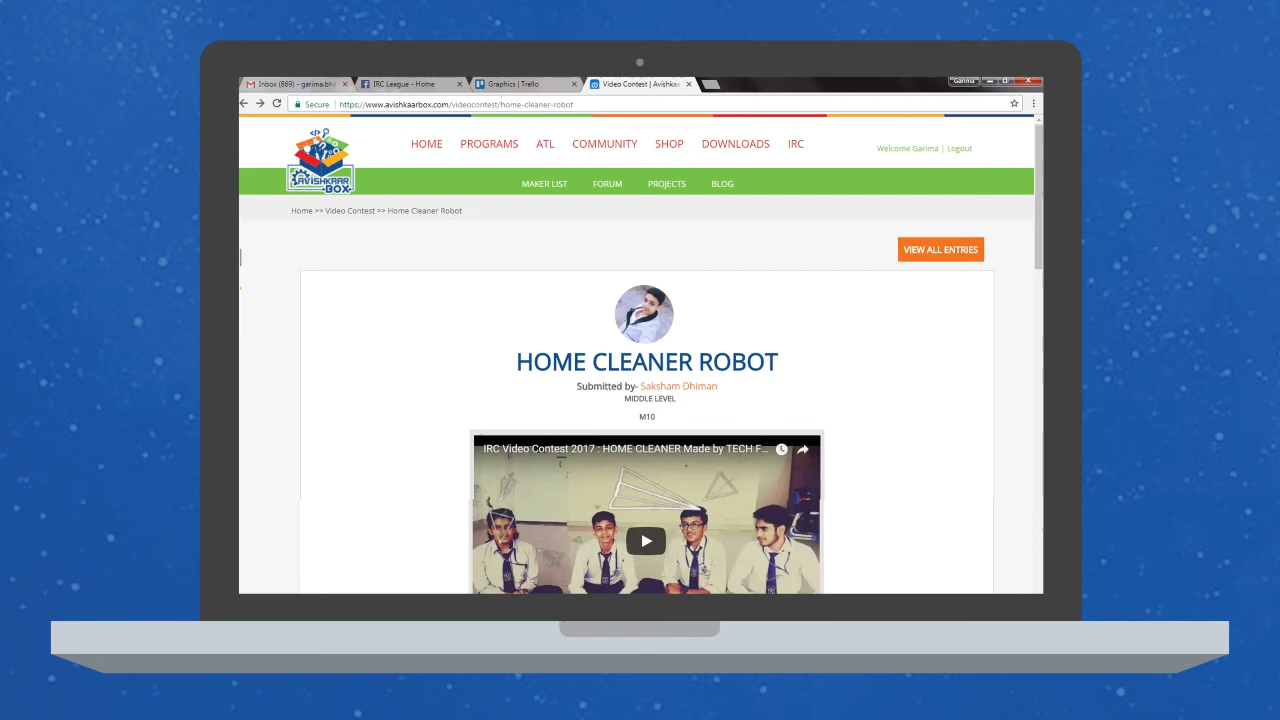 Inbox (869) - garima.bha
IRC League - Home
Graphics | Trello
Video Contest | Avishkaa
Garima
Secure | https://www.avishkaarbox.com/videocontest/home-cleaner-robot
AVISHKAAR BOX
HOME PROGRAMS ATL COMMUNITY SHOP DOWNLOADS IRC
Welcome Garima | Logout
MAKER LIST FORUM PROJECTS BLOG
Home >> Video Contest >> Home Cleaner Robot
VIEW ALL ENTRIES
HOME CLEANER ROBOT
Submitted by- Saksham Dhiman
MIDDLE LEVEL
M10
IRC Video Contest 2017 : HOME CLEANER Made by TECH F...